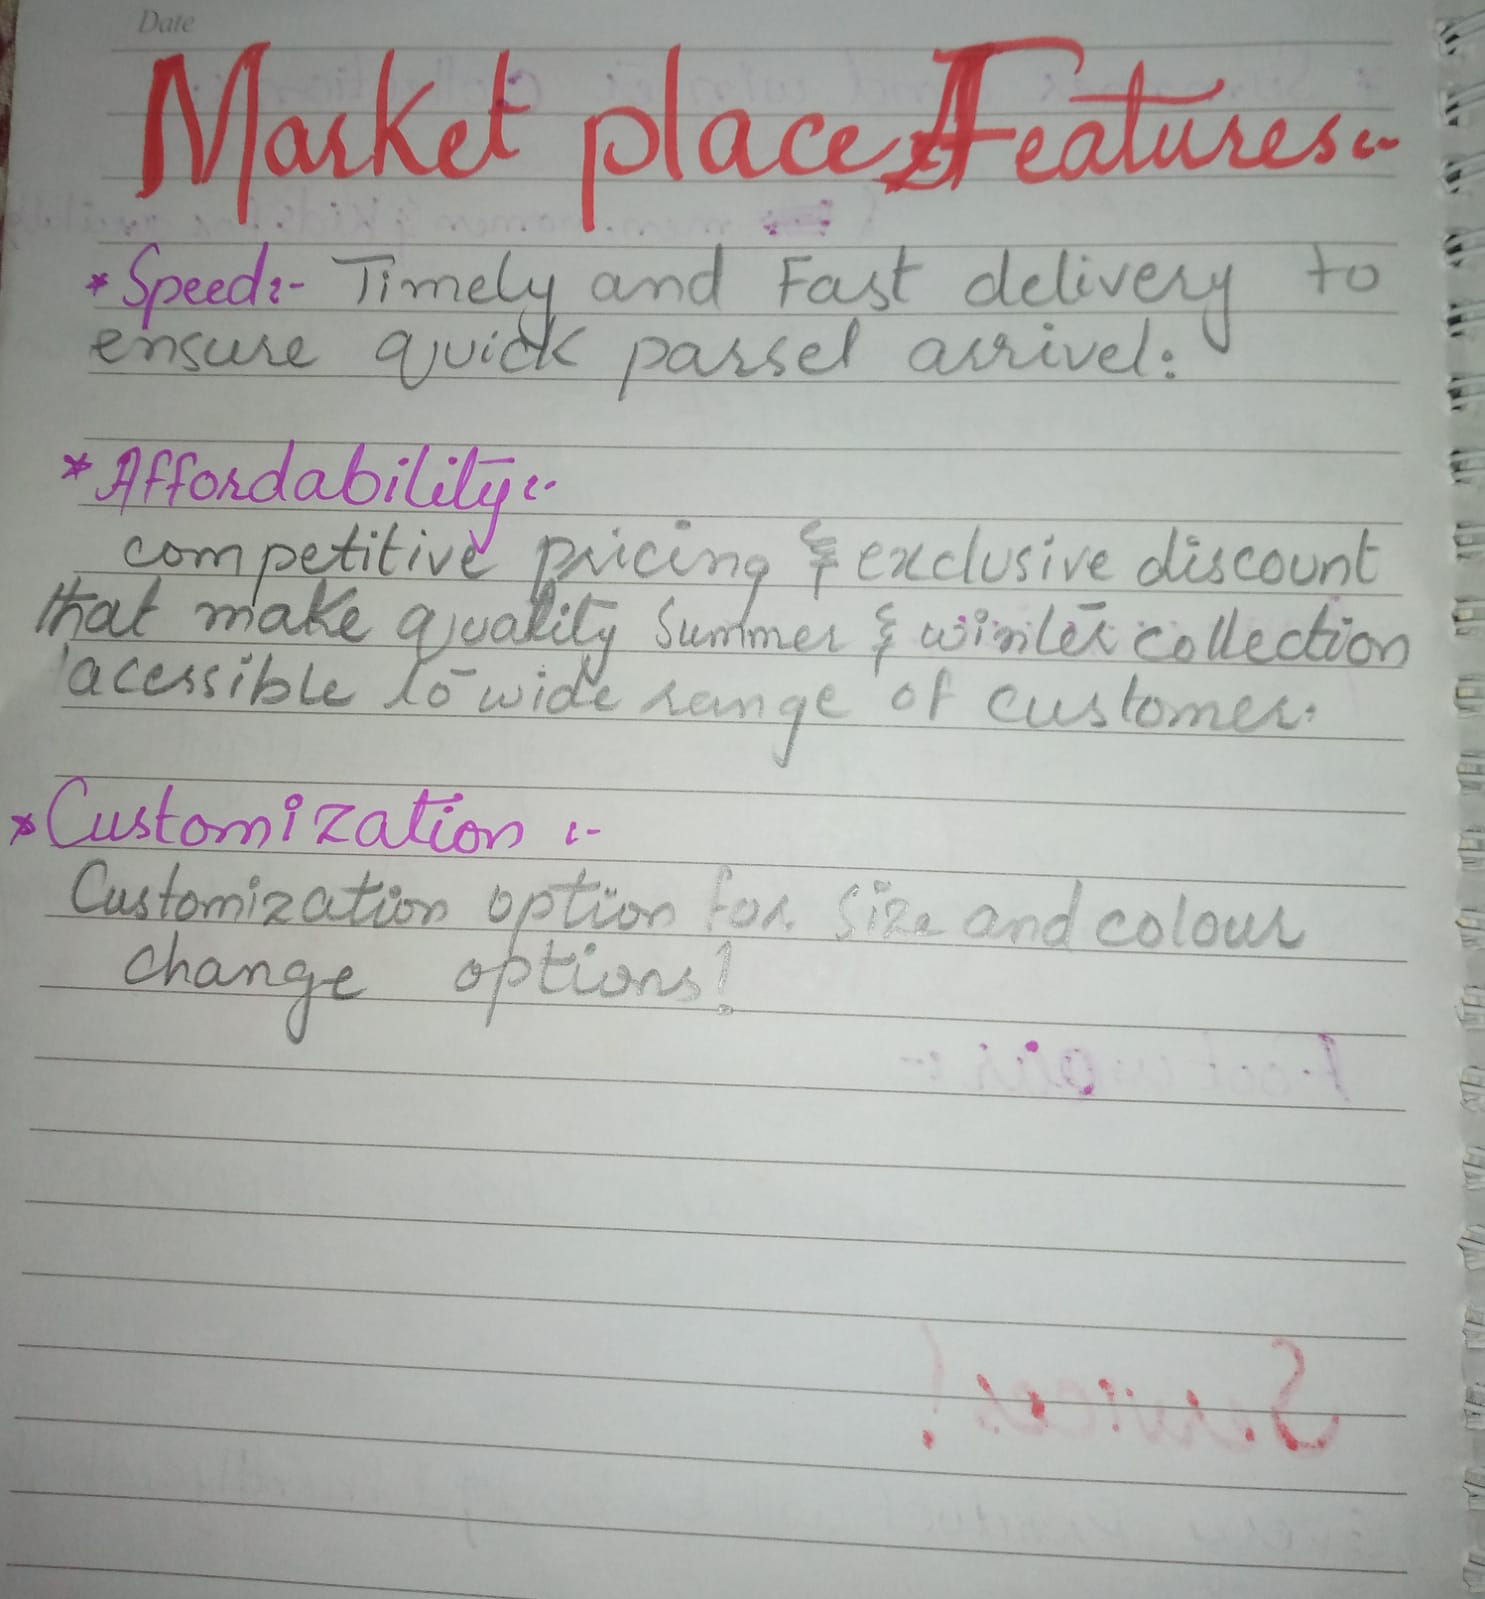 Date
Market place Features:-
* Speed:- Timely and Fast delivery to
ensure quick parsel arrivel:
* Affordability:-
competitive pricing & exclusive discount
that make quality Summer & winter collection
acessible to wide range of customer.
* Customization :-
Customization option for size and colour
change options!